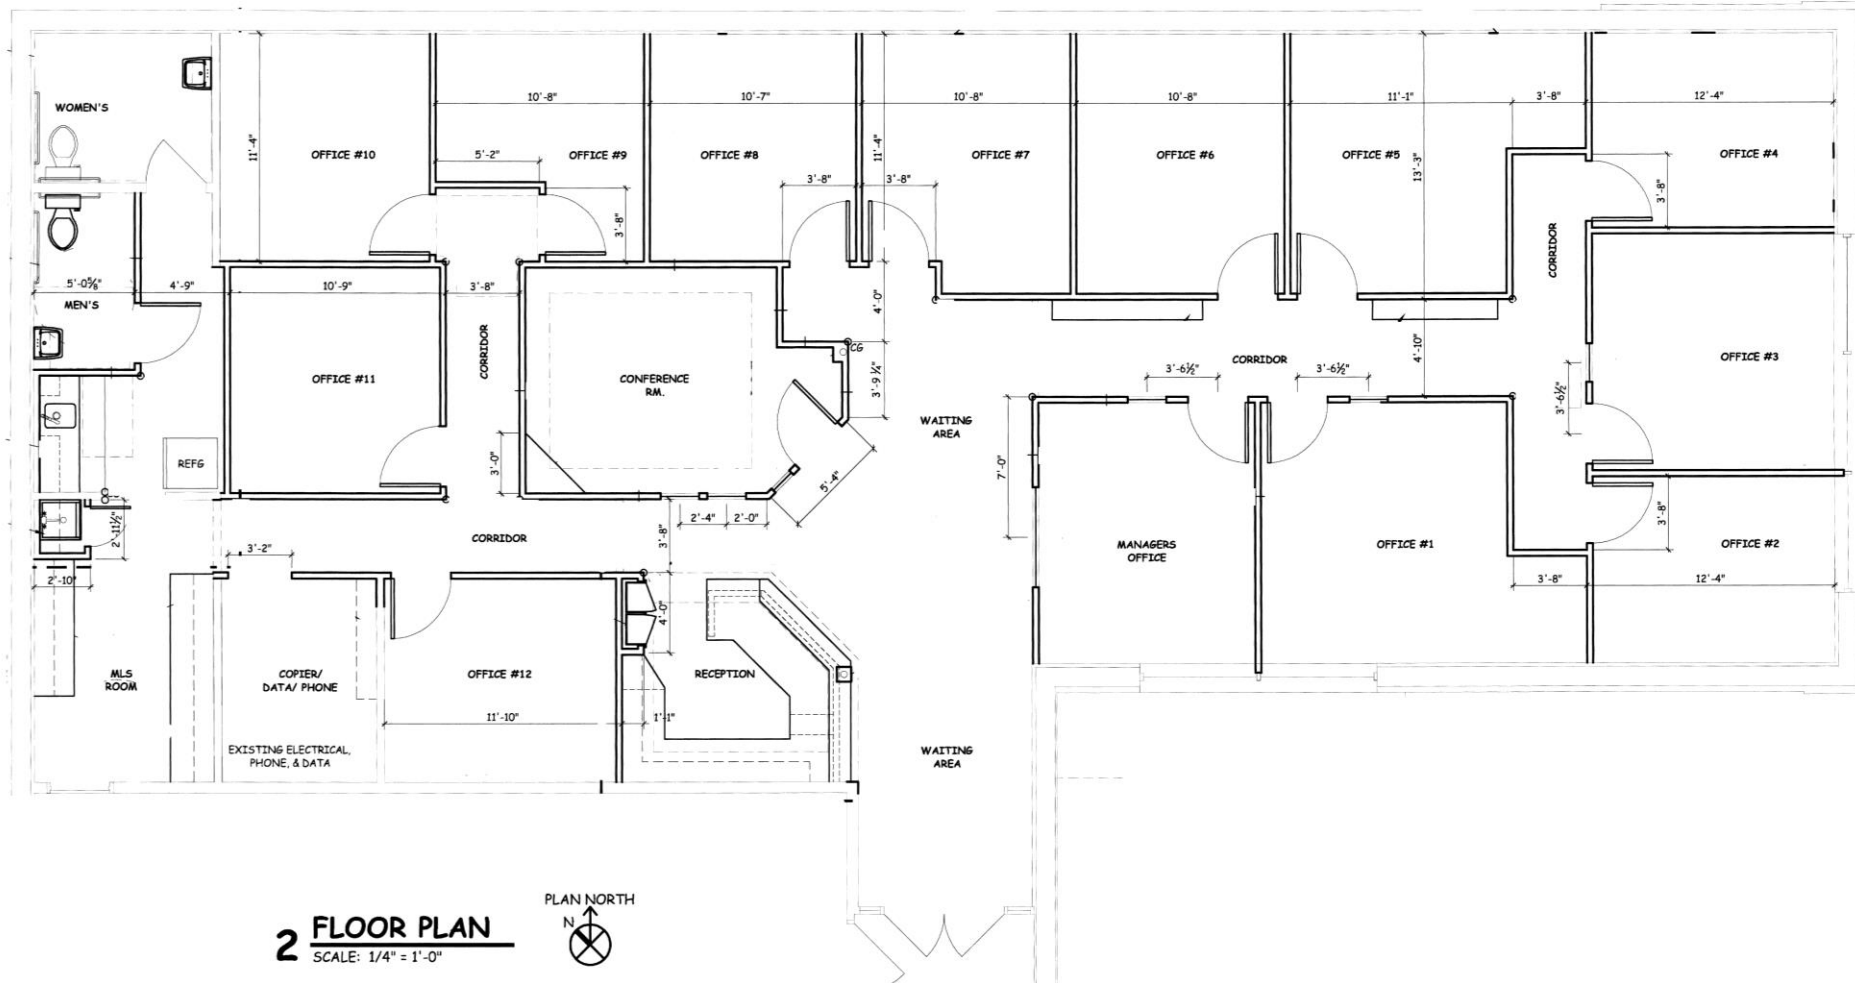 WOMEN'S
OFFICE #10
OFFICE #9
OFFICE #8
OFFICE #7
OFFICE #6
OFFICE #5
OFFICE #4
10'-8"
10'-7"
10'-8"
10'-8"
11'-1"
3'-8"
12'-4"
11'-4"
5'-2"
3'-8"
11'-4"
3'-8"
3'-8"
13'-3"
3'-8"
5'-0⅝"
4'-9"
10'-9"
3'-8"
4'-0"
MEN'S
CORRIDOR
CORRIDOR
OFFICE #11
CONFERENCE
RM.
CG
3'-9 ¼"
CORRIDOR
4'-10"
3'-6½"
3'-6½"
3'-6½"
OFFICE #3
WAITING
AREA
REFG
3'-0"
5'-4"
7'-0"
2'-11½"
2'-4"
2'-0"
3'-8"
3'-8"
CORRIDOR
MANAGERS
OFFICE
OFFICE #1
OFFICE #2
3'-2"
2'-10"
3'-8"
12'-4"
4'-0"
MLS
ROOM
COPIER/
DATA/ PHONE
OFFICE #12
RECEPTION
11'-10"
1'-1"
EXISTING ELECTRICAL,
PHONE, & DATA
WAITING
AREA
PLAN NORTH
N
2 FLOOR PLAN
SCALE: 1/4" = 1'-0"